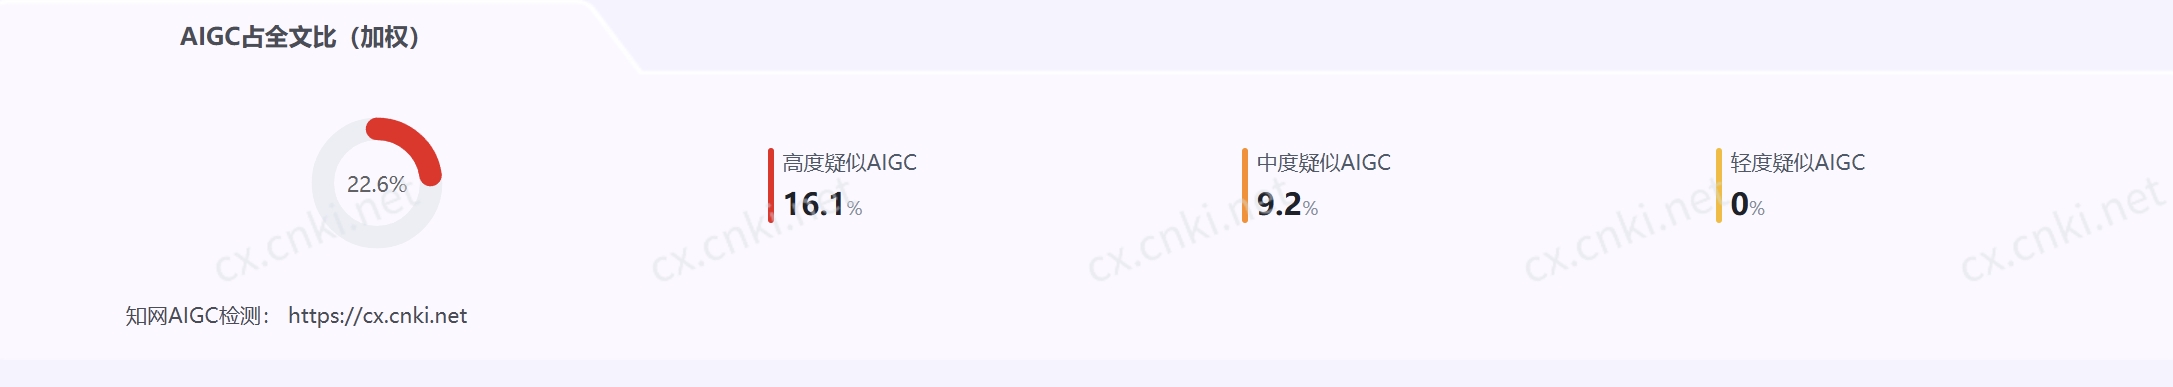 AIGC占全文比（加权）
22.6%
高度疑似AIGC
16.1%
中度疑似AIGC
9.2%
轻度疑似AIGC
0%
知网AIGC检测： https://cx.cnki.net
cx.cnki.net
cx.cnki.net
cx.cnki.net
cx.cnki.net
cx.cnki.net